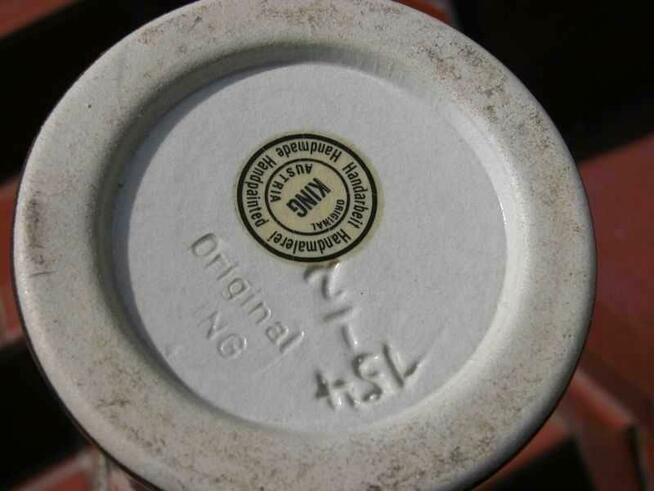 Handarbeit Handmalerei
Handmade Handpainted
ORIGINAL
KING
AUSTRIA
Original
ING